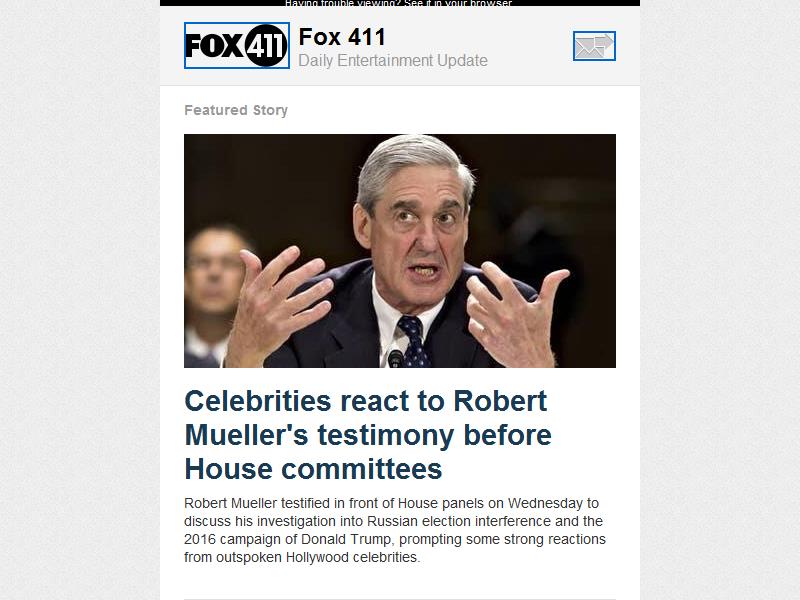 Having trouble viewing? See it in your browser
FOX 411
Fox 411
Daily Entertainment Update
Featured Story
Celebrities react to Robert
Mueller's testimony before
House committees
Robert Mueller testified in front of House panels on Wednesday to
discuss his investigation into Russian election interference and the
2016 campaign of Donald Trump, prompting some strong reactions
from outspoken Hollywood celebrities.